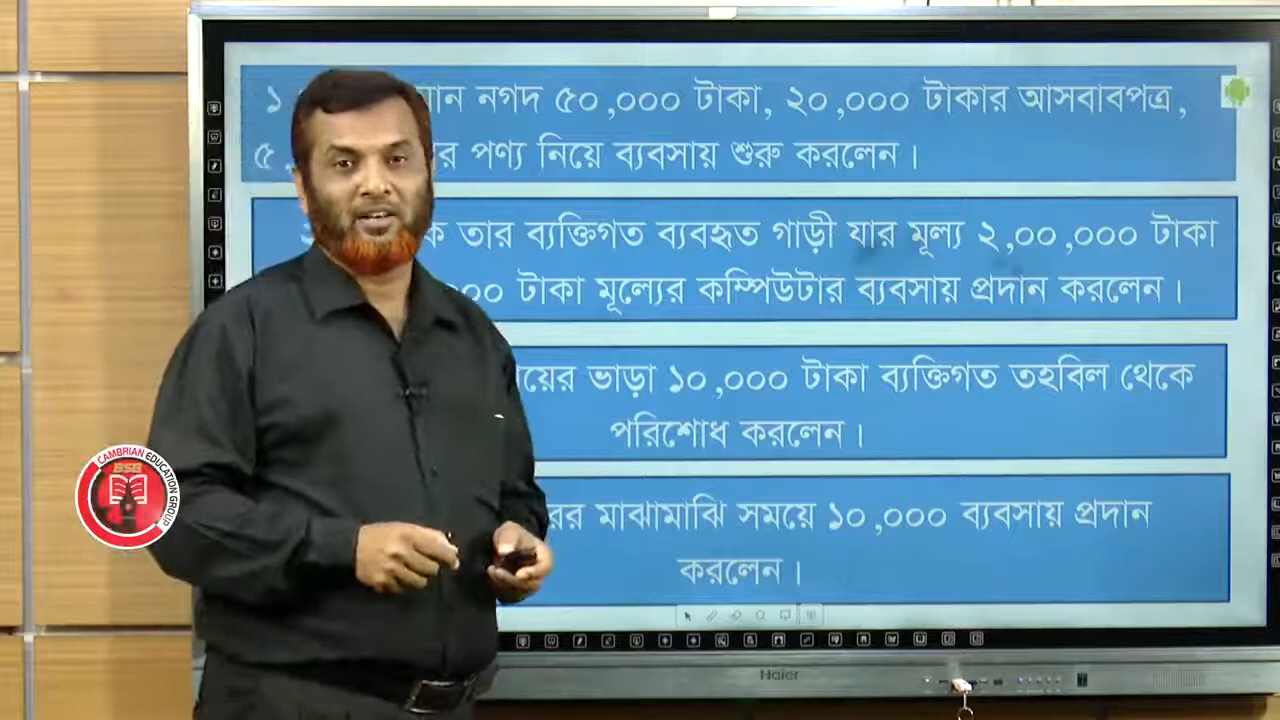 ১ নগদ ৫০,০০০ টাকা, ২০,০০০ টাকার আসবাবপত্র,
৫, পণ্য নিয়ে ব্যবসায় শুরু করলেন।
তার ব্যক্তিগত ব্যবহৃত গাড়ী যার মূল্য ২,০০,০০০ টাকা
টাকা মূল্যের কম্পিউটার ব্যবসায় প্রদান করলেন।
ভাড়া ১০,০০০ টাকা ব্যক্তিগত তহবিল থেকে
পরিশোধ করলেন।
মাঝামাঝি সময়ে ১০,০০০ ব্যবসায় প্রদান
করলেন।
CAMBRIAN EDUCATION GROUP
BSB
Haier